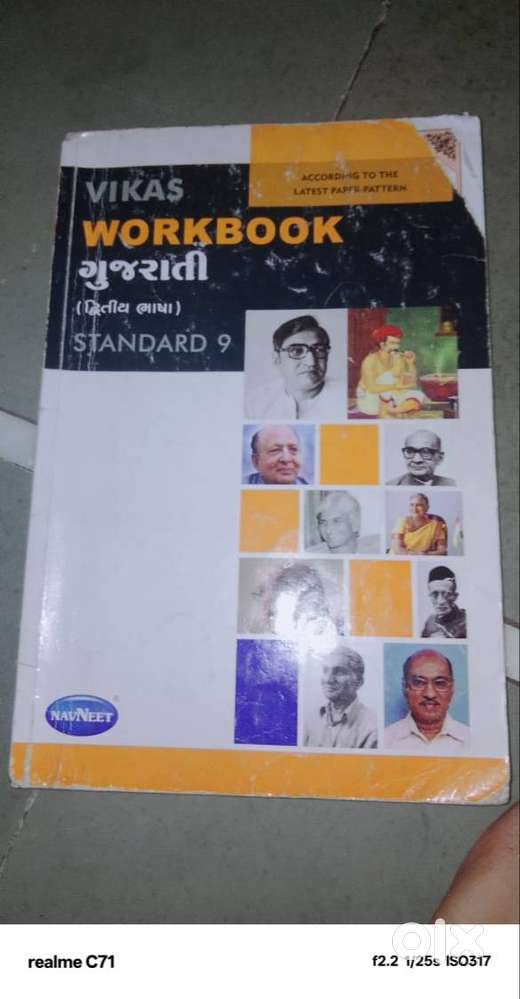 ACCORDING TO THE
LATEST PAPER-PATTERN
VIKAS
WORKBOOK
ગુજરાતી
(દ્વિતીય ભાષા)
STANDARD 9
NAVNEET
olx
realme C71
f2.2 1/25s ISO317